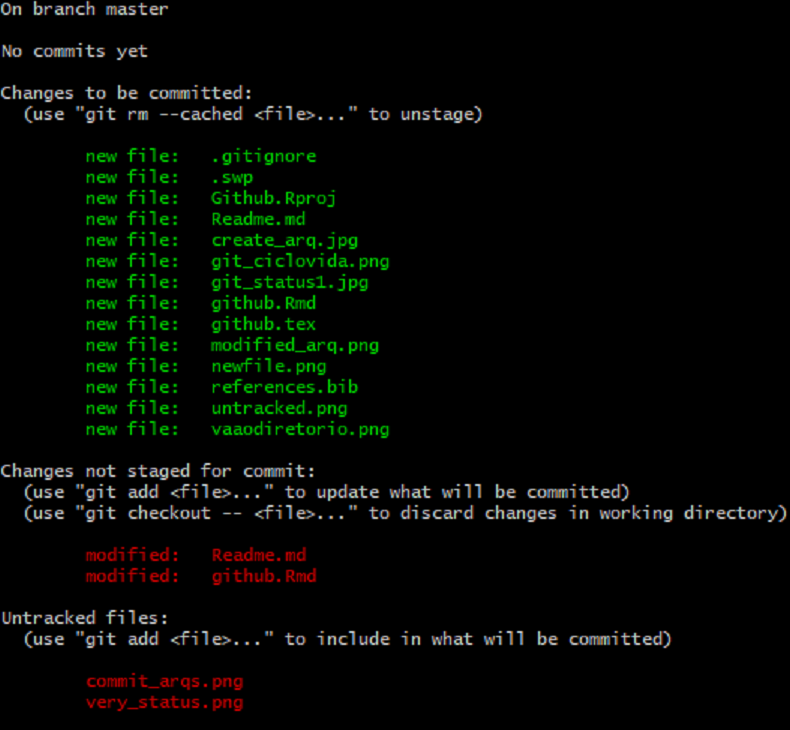 On branch master
No commits yet
Changes to be committed:
(use "git rm --cached <file>..." to unstage)
new file: .gitignore
new file: .swp
new file: Github.Rproj
new file: Readme.md
new file: create_arq.jpg
new file: git_ciclovida.png
new file: git_status1.jpg
new file: github.Rmd
new file: github.tex
new file: modified_arq.png
new file: newfile.png
new file: references.bib
new file: untracked.png
new file: vaaodiretorio.png
Changes not staged for commit:
(use "git add <file>..." to update what will be committed)
(use "git checkout -- <file>..." to discard changes in working directory)
modified: Readme.md
modified: github.Rmd
Untracked files:
(use "git add <file>..." to include in what will be committed)
commit_arqs.png
very_status.png